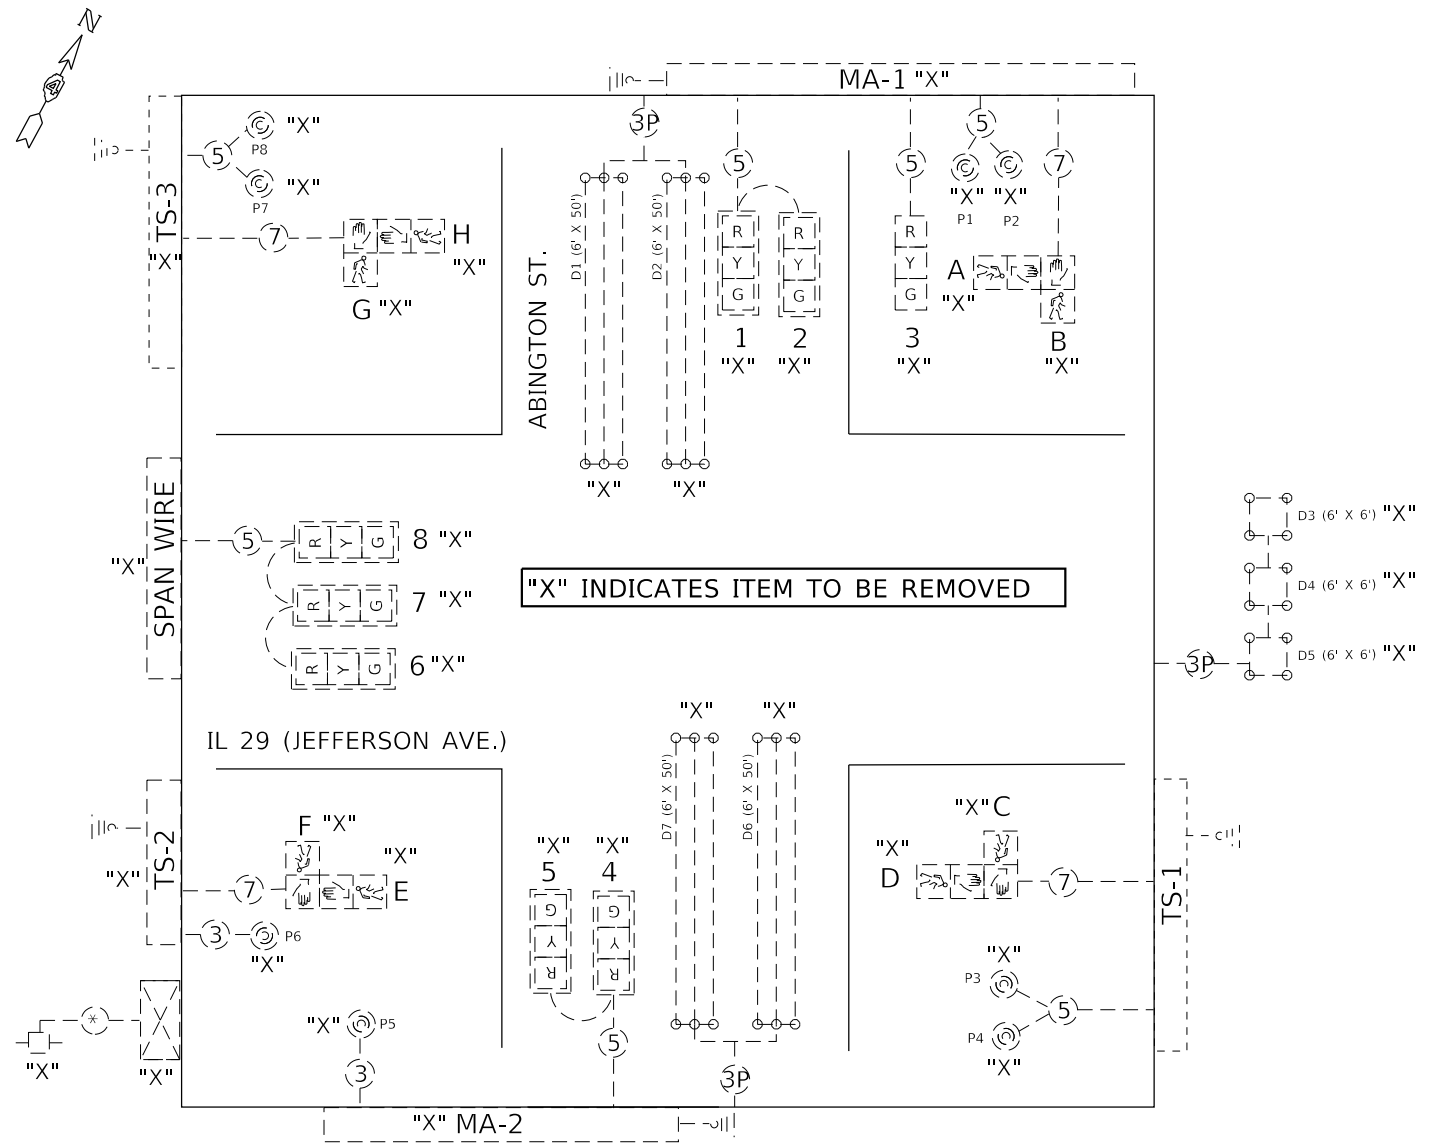 N
4
MA-1 "X"
3P
5
5
5
7
5
"X"
P8
"X"
P7
7
H
"X"
G "X"
TS-3
"X"
D1 (6' X 50')
D2 (6' X 50')
ABINGTON ST.
"X"
"X"
R
Y
G
1
"X"
R
Y
G
2
"X"
R
Y
G
3
"X"
"X"
P1
"X"
P2
A
"X"
B
"X"
SPAN WIRE
"X"
5
R Y G
8 "X"
R Y G
7 "X"
R Y G
6 "X"
"X" INDICATES ITEM TO BE REMOVED
D3 (6' X 6') "X"
D4 (6' X 6') "X"
D5 (6' X 6') "X"
3P
IL 29 (JEFFERSON AVE.)
"X"
"X"
D7 (6' X 50')
D6 (6' X 50')
TS-2
"X"
F "X"
"X"
E
7
3
P6
"X"
"X"
5
G
Y
R
"X"
4
G
Y
R
5
3P
"X" C
"X"
D
7
TS-1
"X"
P3
5
P4
"X"
*
"X"
"X"
"X"
P5
3
"X" MA-2